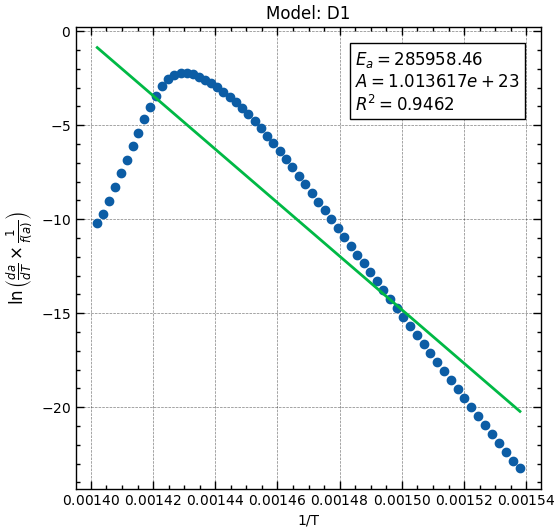 Model: D1
E_a = 285958.46
A = 1.013617e + 23
R^2 = 0.9462
ln(da/dT × 1/f(a))
0
−5
−10
−15
−20
0.00140 0.00142 0.00144 0.00146 0.00148 0.00150 0.00152 0.00154
1/T